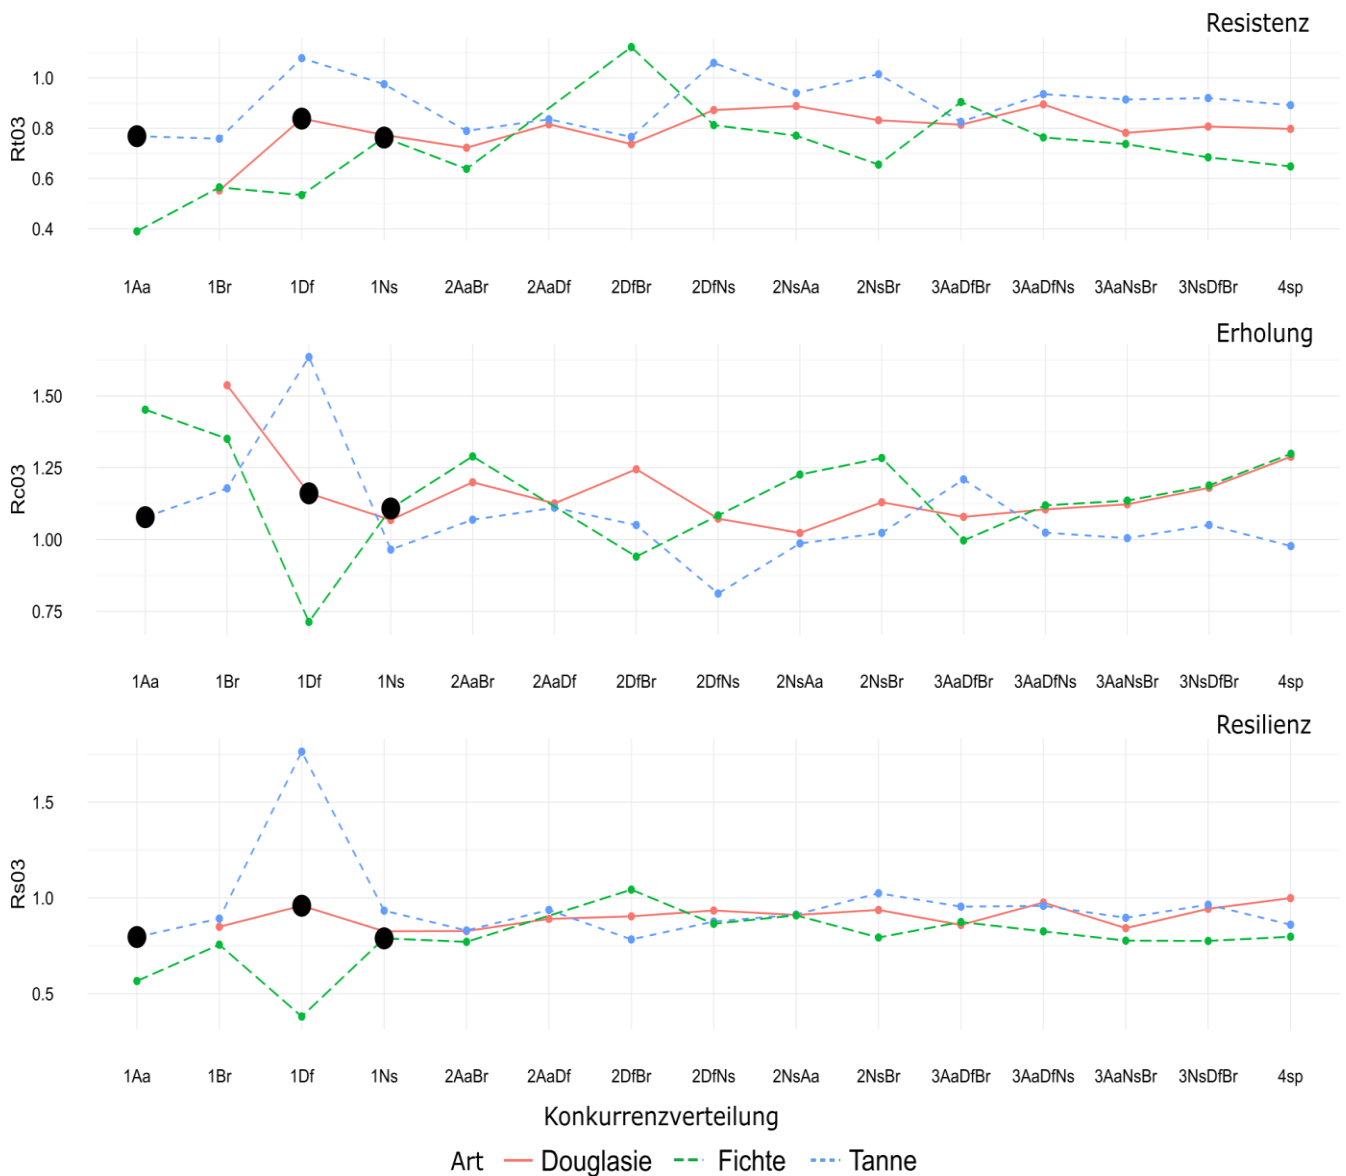 Resistenz
Rt03
1.0
0.8
0.6
0.4
1Aa 1Br 1Df 1Ns 2AaBr 2AaDf 2DfBr 2DfNs 2NsAa 2NsBr 3AaDfBr 3AaDfNs 3AaNsBr 3NsDfBr 4sp
Erholung
Rc03
1.50
1.25
1.00
0.75
1Aa 1Br 1Df 1Ns 2AaBr 2AaDf 2DfBr 2DfNs 2NsAa 2NsBr 3AaDfBr 3AaDfNs 3AaNsBr 3NsDfBr 4sp
Resilienz
Rs03
1.5
1.0
0.5
1Aa 1Br 1Df 1Ns 2AaBr 2AaDf 2DfBr 2DfNs 2NsAa 2NsBr 3AaDfBr 3AaDfNs 3AaNsBr 3NsDfBr 4sp
Konkurrenzverteilung
Art Douglasie Fichte Tanne